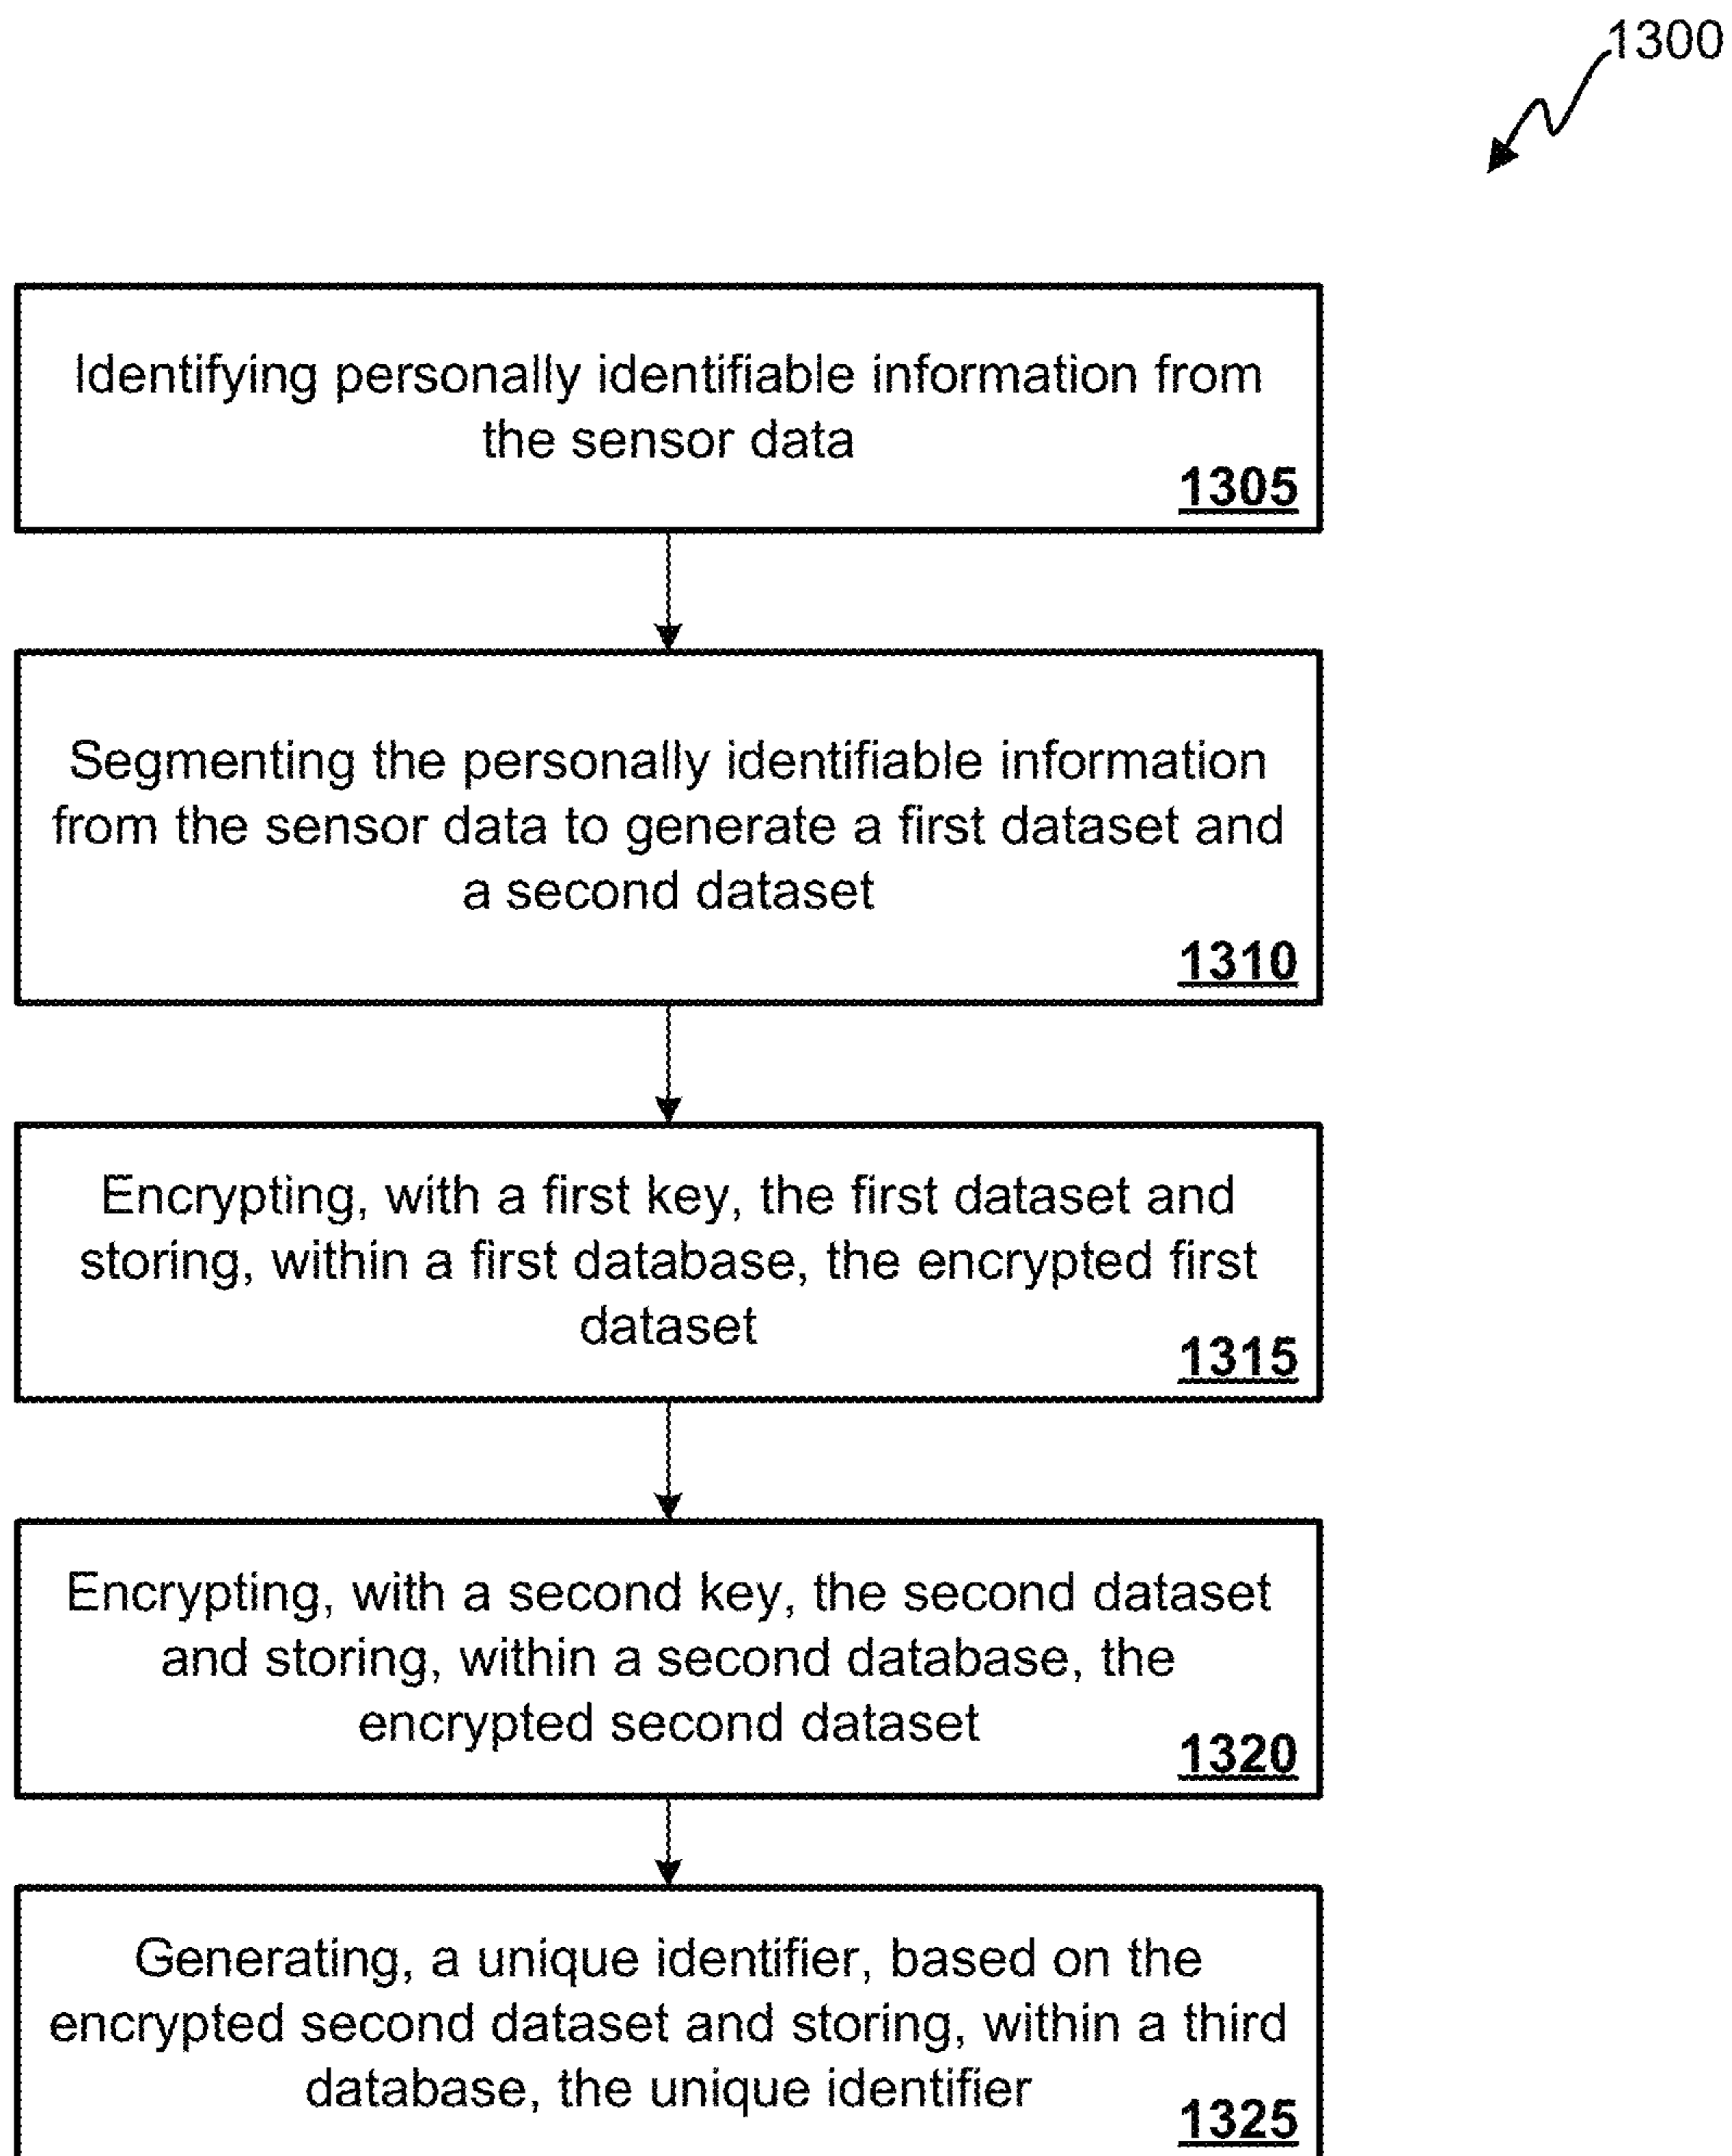 1300
Identifying personally identifiable information from
the sensor data
1305
Segmenting the personally identifiable information
from the sensor data to generate a first dataset and
a second dataset
1310
Encrypting, with a first key, the first dataset and
storing, within a first database, the encrypted first
dataset
1315
Encrypting, with a second key, the second dataset
and storing, within a second database, the
encrypted second dataset
1320
Generating, a unique identifier, based on the
encrypted second dataset and storing, within a third
database, the unique identifier
1325